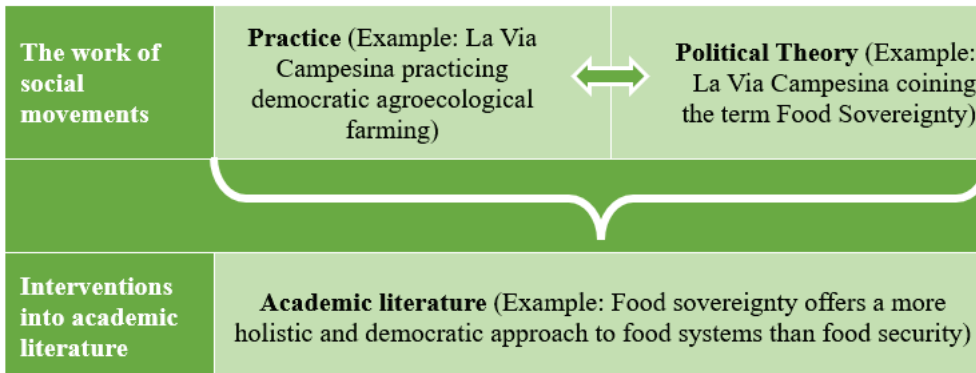 The work of
social
movements
Practice (Example: La Via
Campesina practicing
democratic agroecological
farming)
Political Theory (Example:
La Via Campesina coining
the term Food Sovereignty)
Interventions
into academic
literature
Academic literature (Example: Food sovereignty offers a more
holistic and democratic approach to food systems than food security)